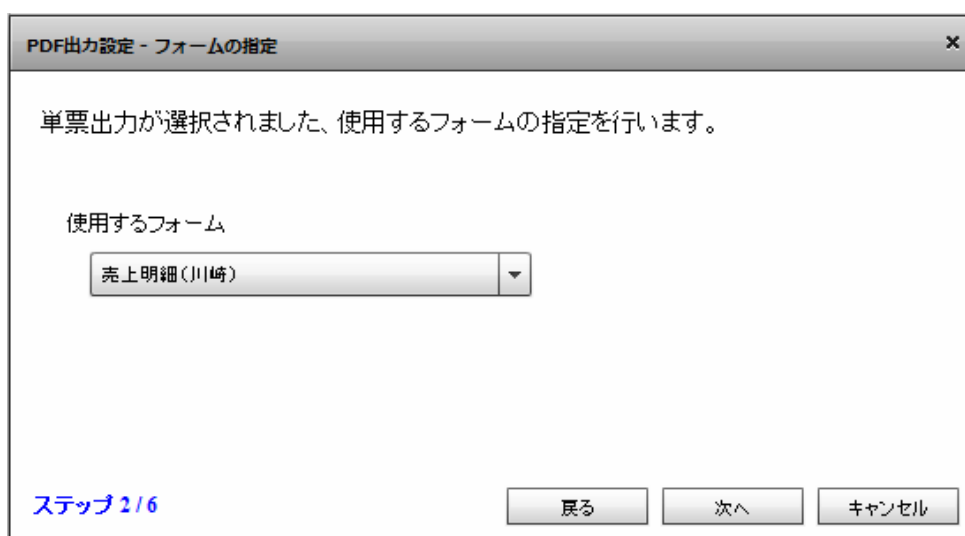 PDF出力設定 - フォームの指定
×
単票出力が選択されました、使用するフォームの指定を行います。
使用するフォーム
売上明細(川崎)
ステップ 2 / 6
戻る
次へ
キャンセル